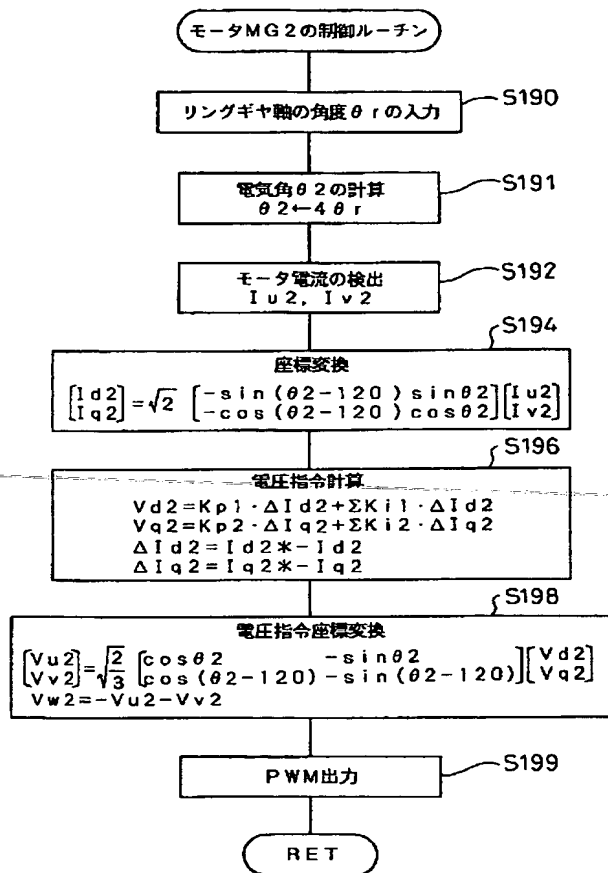 モータMG2の制御ルーチン
S190
リングギヤ軸の角度θrの入力
S191
電気角θ2の計算
θ2←4θr
S192
モータ電流の検出
Iu2, Iv2
S194
座標変換
[Id2]=√2 [-sin(θ2-120)sinθ2][Iu2]
[Iq2] [-cos(θ2-120)cosθ2][Iv2]
S196
電圧指令計算
Vd2=Kp1・ΔId2+ΣKi1・ΔId2
Vq2=Kp2・ΔIq2+ΣKi2・ΔIq2
ΔId2=Id2*-Id2
ΔIq2=Iq2*-Iq2
S198
電圧指令座標変換
[Vu2]=√2/3 [cosθ2 -sinθ2][Vd2]
[Vv2] [cos(θ2-120)-sin(θ2-120)][Vq2]
Vw2=-Vu2-Vv2
S199
PWM出力
RET